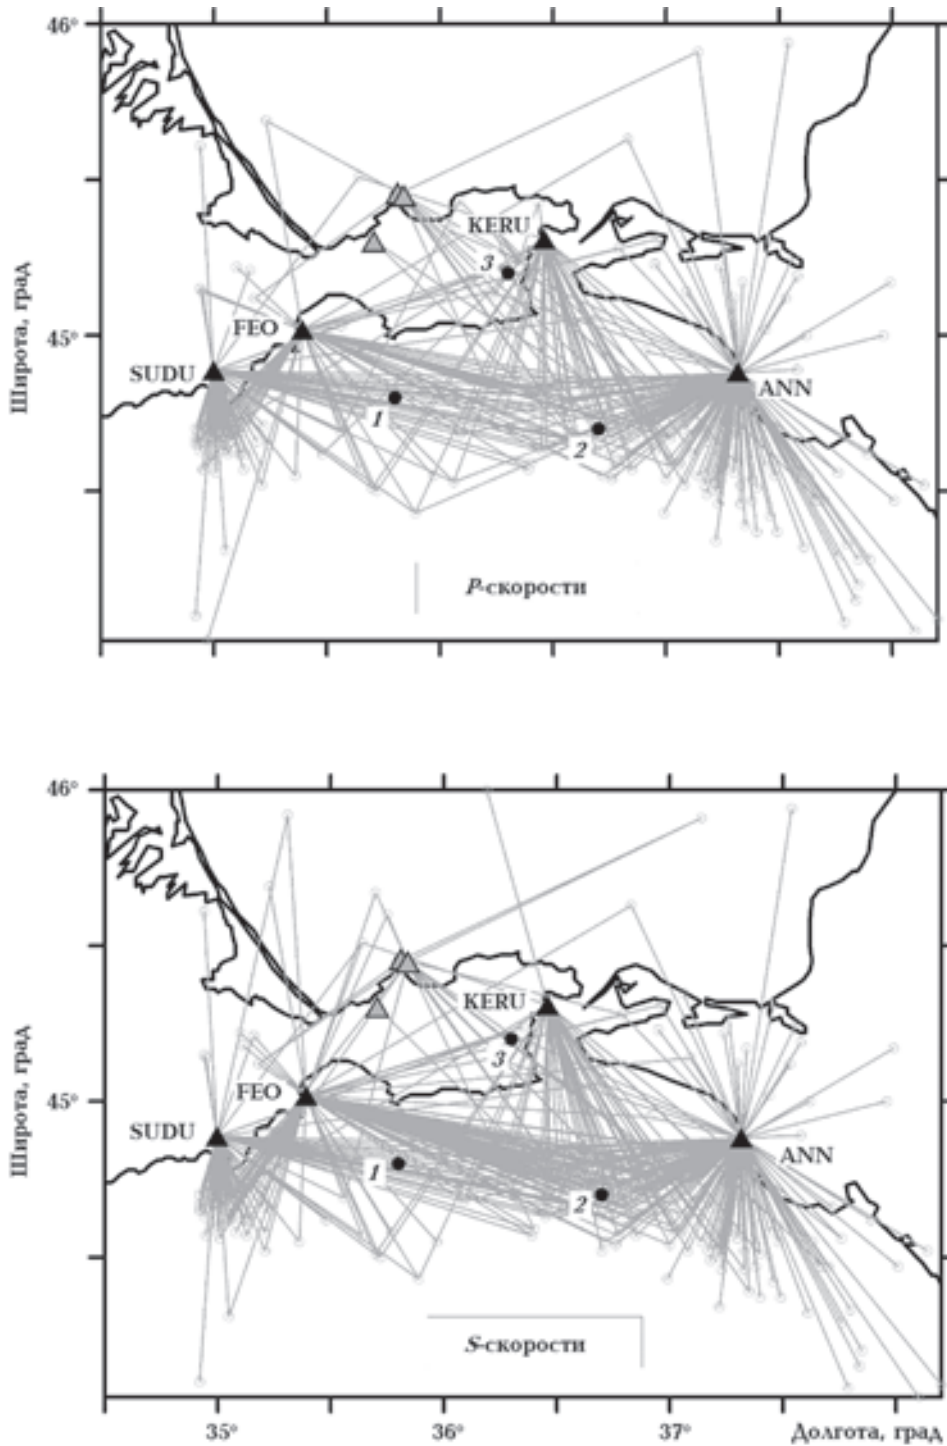 46°
KERU
3
Широта, град
FEO
45°
SUDU
ANN
1
2
P-скорости
46°
KERU
3
Широта, град
FEO
45°
SUDU
ANN
1
2
S-скорости
35° 36° 37° Долгота, град